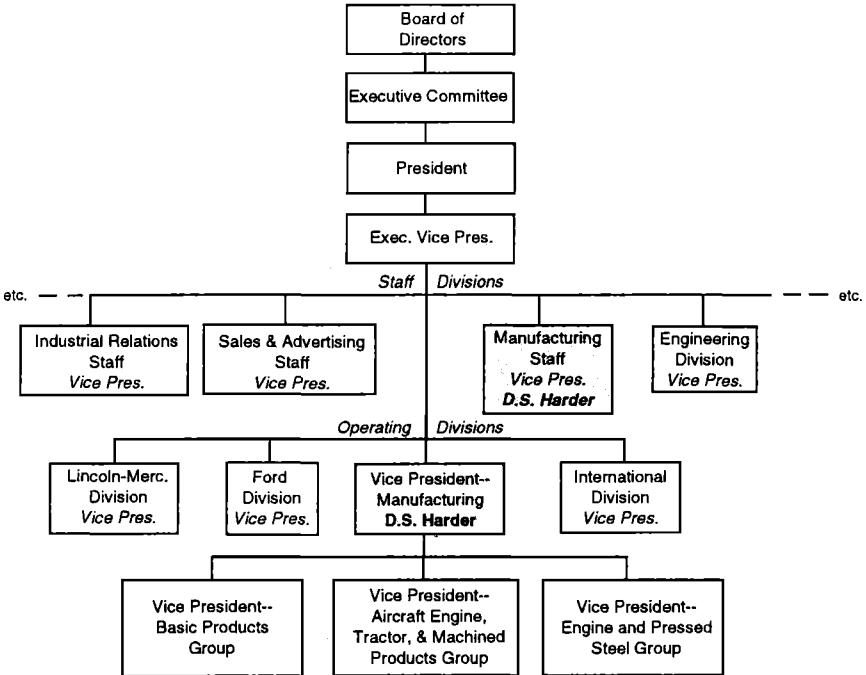 Board of
Directors
Executive Committee
President
Exec. Vice Pres.
Staff Divisions
etc.
etc.
Industrial Relations
Staff
Vice Pres.
Sales & Advertising
Staff
Vice Pres.
Manufacturing
Staff
Vice Pres.
D.S. Harder
Engineering
Division
Vice Pres.
Operating Divisions
Lincoln-Merc.
Division
Vice Pres.
Ford
Division
Vice Pres.
Vice President--
Manufacturing
D.S. Harder
International
Division
Vice Pres.
Vice President--
Basic Products
Group
Vice President--
Aircraft Engine,
Tractor, & Machined
Products Group
Vice President--
Engine and Pressed
Steel Group